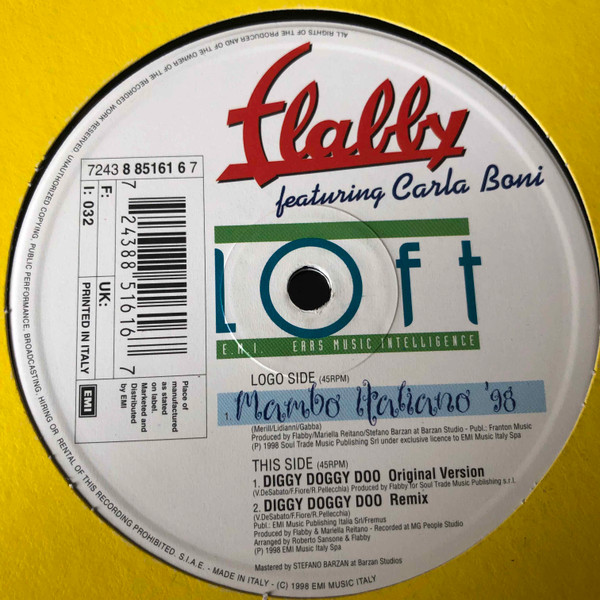 ALL RIGHTS OF THE PRODUCER AND OF THE OWNER OF THE RECORDED WORK RESERVED. UNAUTHORIZED COPYING, PUBLIC PERFORMANCE, BROADCASTING, HIRING OR RENTAL OF THIS RECORDING PROHIBITED. S.I.A.E. - MADE IN ITALY - (C) 1998 EMI MUSIC ITALY
flabby
featuring Carla Boni
7243 8 85161 6 7
F:
I: 032
UK:
PRINTED IN ITALY
EMI
7 24388 51616 7
Place of
manufactured
as stated
on label.
Marketed and
Distributed
by EMI
LOft
E.M.I. EARS MUSIC INTELLIGENCE
LOGO SIDE (45RPM)
1. Mambo Italiano '98
(Merill/Lidianni/Gabba)
Produced by Flabby/Mariella Reitano/Stefano Barzan at Barzan Studio - Publ.: Franton Music
(P) 1998 Soul Trade Music Publishing Srl under exclusive licence to EMI Music Italy Spa
THIS SIDE (45RPM)
1. DIGGY DOGGY DOO Original Version
(V.DeSabato/F.Fiore/R.Pellecchia) Produced by Flabby for Soul Trade Music Publishing s.r.l.
2. DIGGY DOGGY DOO Remix
(V.DeSabato/F.Fiore/R.Pellecchia)
Publ.: EMI Music Publishing Italia Srl/Fremus
Produced by Flabby & Mariella Reitano - Recorded at MG People Studio
Arranged by Roberto Sansone & Flabby
(P) 1998 EMI Music Italy Spa
Mastered by STEFANO BARZAN at Barzan Studios